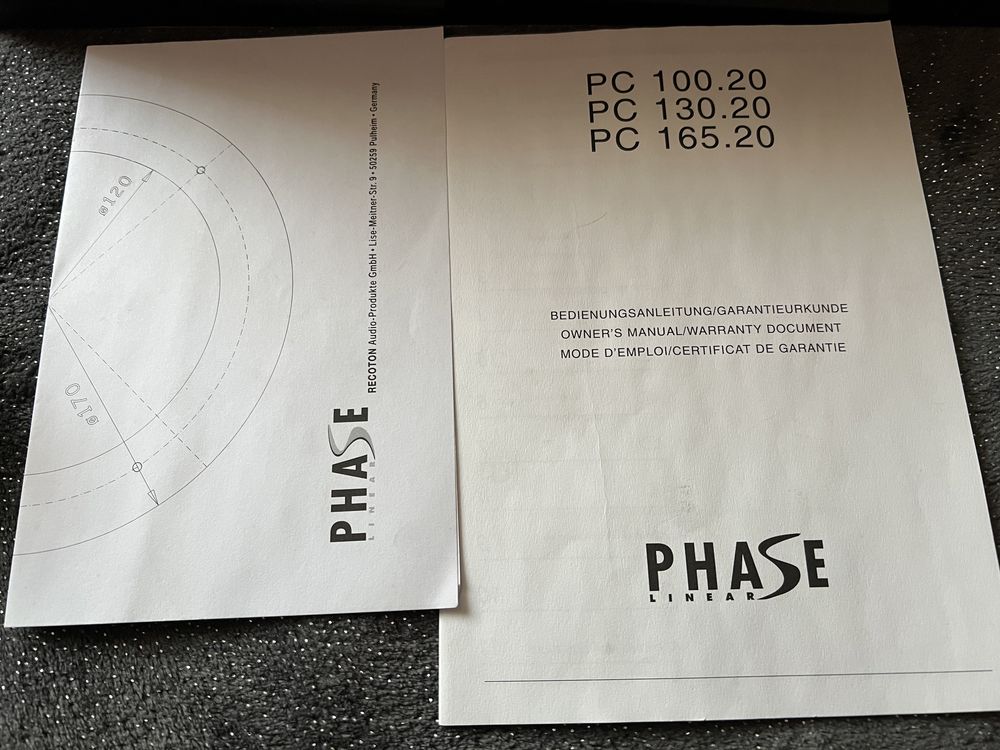 ø120
ø170
RECOTON Audio-Produkte GmbH • Lise-Meitner-Str. 9 • 50259 Pulheim • Germany
PHASE
LINEAR
PC 100.20
PC 130.20
PC 165.20
BEDIENUNGSANLEITUNG/GARANTIEURKUNDE
OWNER'S MANUAL/WARRANTY DOCUMENT
MODE D'EMPLOI/CERTIFICAT DE GARANTIE
PHASE
LINEAR